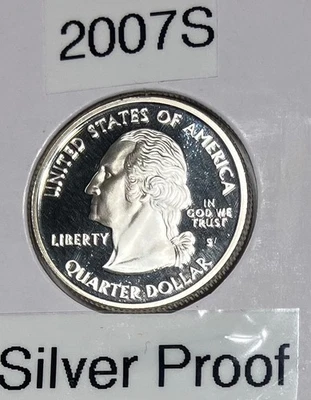 2007S
UNITED STATES OF AMERICA
IN
GOD WE
TRUST
LIBERTY
S
QUARTER DOLLAR
Silver Proof